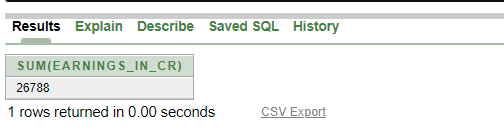 Results Explain Describe Saved SQL History
SUM(EARNINGS_IN_CR)
26788
1 rows returned in 0.00 seconds CSV Export